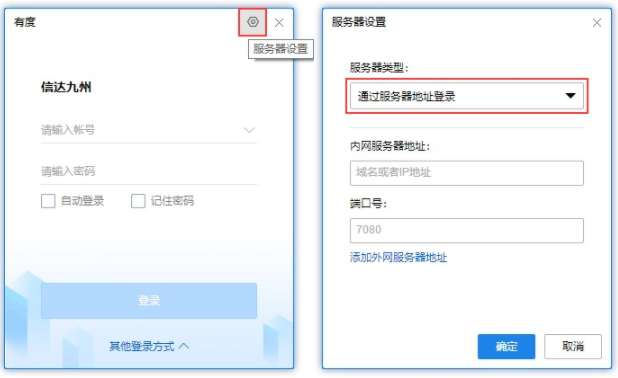 有度
服务器设置
信达九州
请输入帐号
请输入密码
自动登录
记住密码
登录
其他登录方式
服务器设置
服务器类型：
通过服务器地址登录
内网服务器地址：
域名或者IP地址
端口号：
7080
添加外网服务器地址
确定
取消